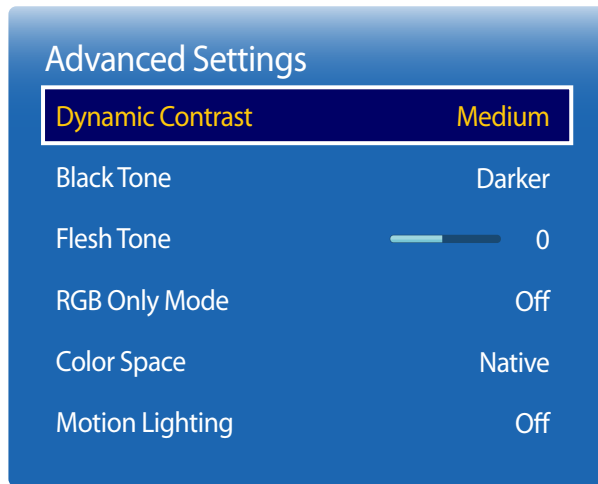 Advanced Settings
Dynamic Contrast Medium
Black Tone Darker
Flesh Tone 0
RGB Only Mode Off
Color Space Native
Motion Lighting Off